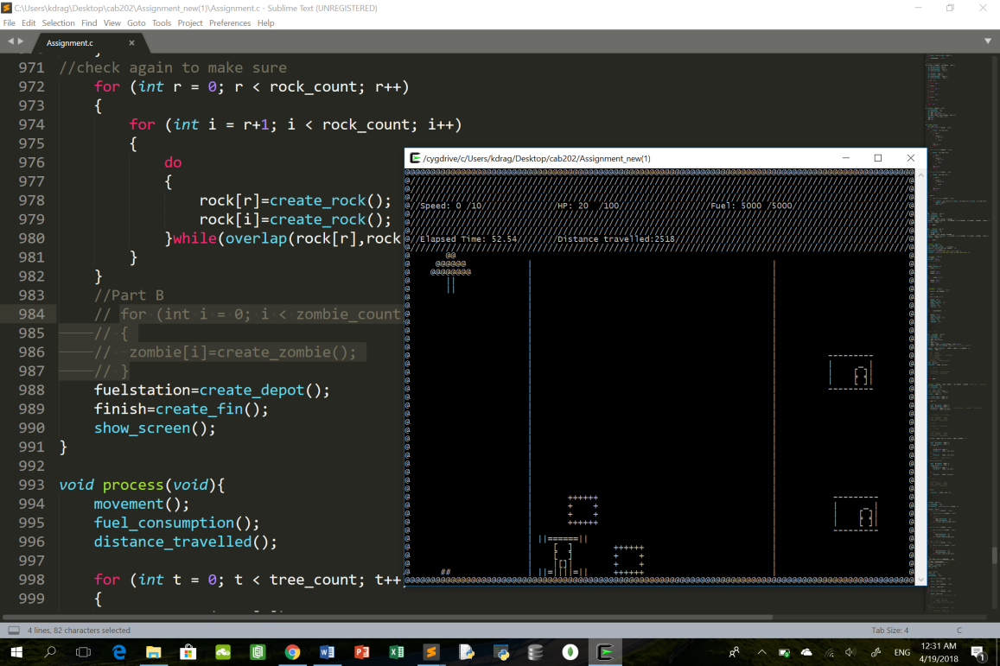 C:\Users\kdrag\Desktop\cab202\Assignment_new(1)\Assignment.c - Sublime Text (UNREGISTERED)
File Edit Selection Find View Goto Tools Project Preferences Help
Assignment.c
971 //check again to make sure
972 for (int r = 0; r < rock_count; r++)
973 {
974 for (int i = r+1; i < rock_count; i++)
975 {
976 do
977 {
978 rock[r]=create_rock();
979 rock[i]=create_rock();
980 }while(overlap(rock[r],rock
981 }
982 }
983 //Part B
984 // for (int i = 0; i < zombie_count
985 // {
986 // zombie[i]=create_zombie();
987 // }
988 fuelstation=create_depot();
989 finish=create_fin();
990 show_screen();
991 }
992
993 void process(void){
994 movement();
995 fuel_consumption();
996 distance_travelled();
997
998 for (int t = 0; t < tree_count; t++
999 {
/cygdrive/c/Users/kdrag/Desktop/cab202/Assignment_new(1)
Speed: 0 /10 HP: 20 /100 Fuel: 5000 /5000
Elapsed Time: 52.54 Distance travelled:2518
4 lines, 82 characters selected
Tab Size: 4
C
ENG
12:31 AM
4/19/2018
1